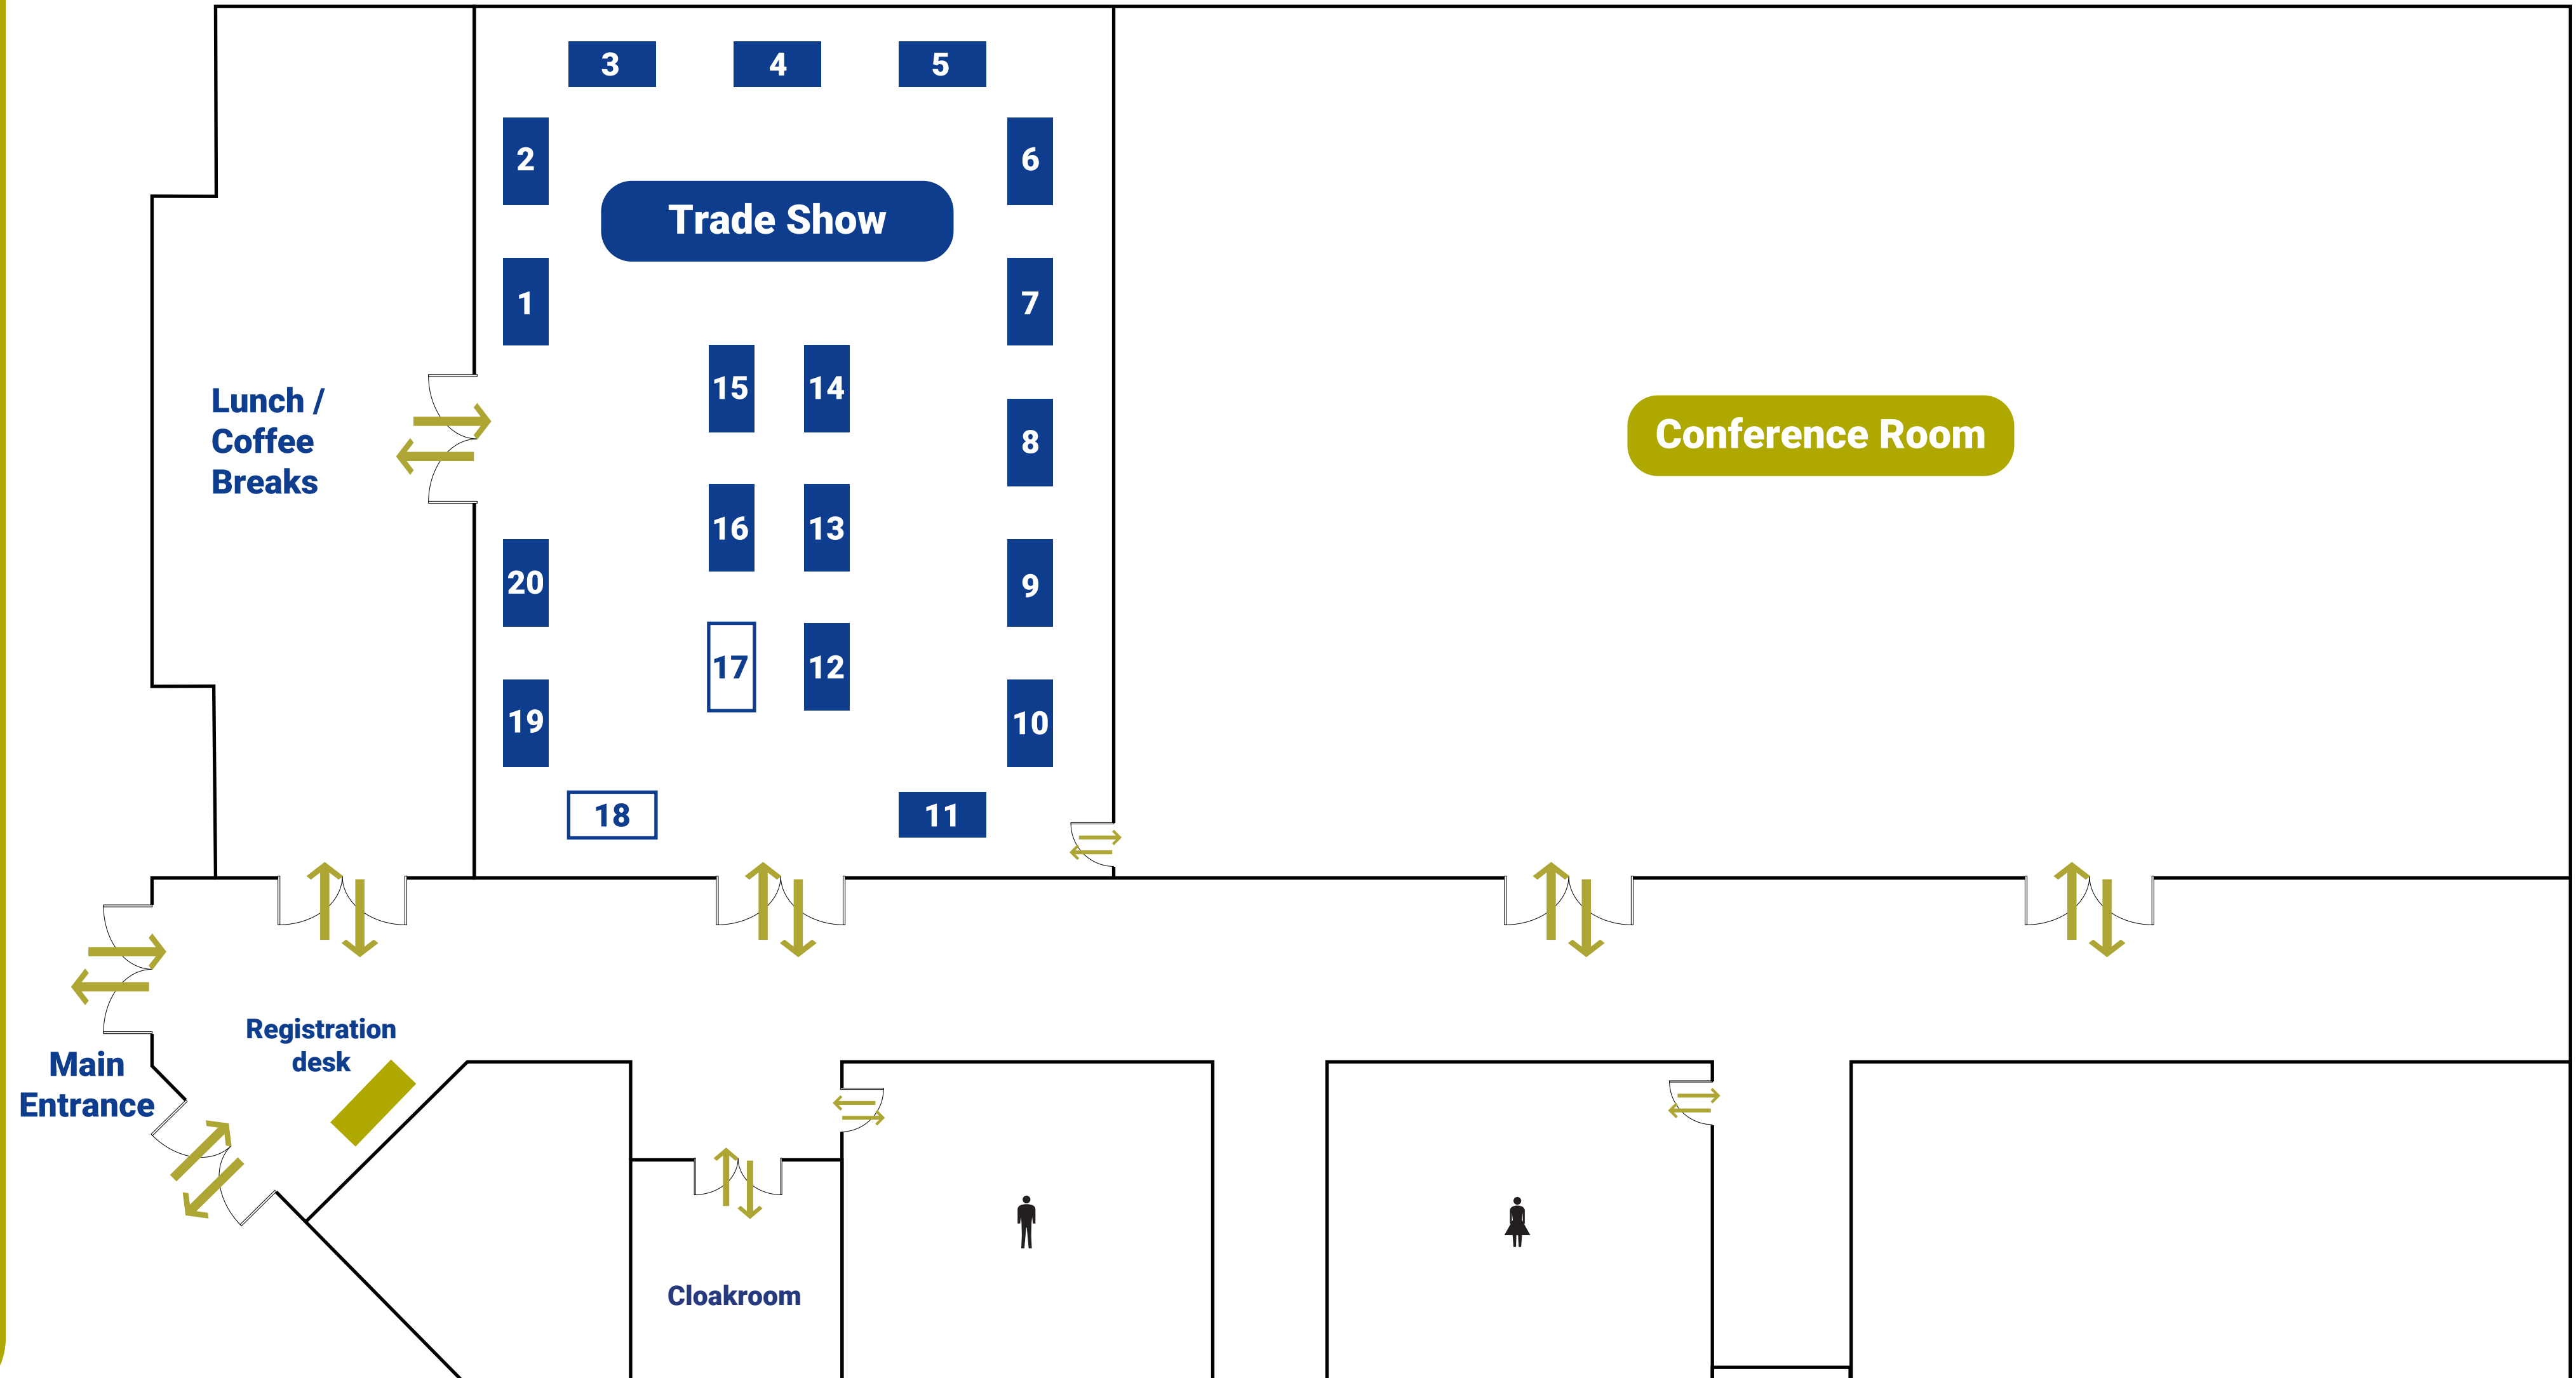 3
4
5
2
6
Trade Show
1
7
15
14
Lunch /
Coffee
Breaks
8
Conference Room
16
13
20
9
17
12
19
10
18
11
Registration
desk
Main
Entrance
Cloakroom